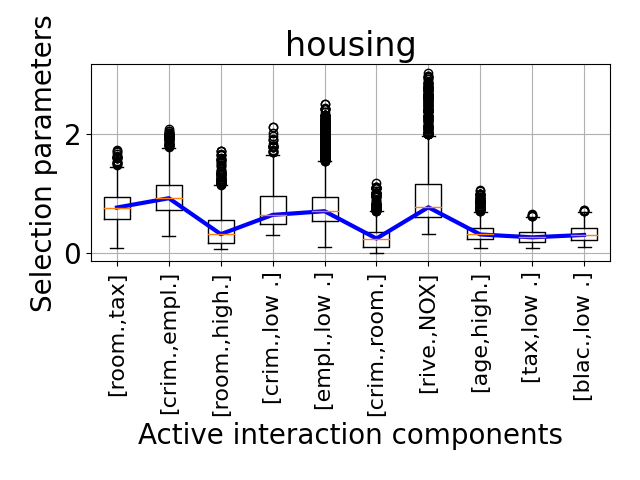 housing
Selection parameters
2
0
[room.,tax]
[crim.,empl.]
[room.,high.]
[crim.,low .]
[empl.,low .]
[crim.,room.]
[rive.,NOX]
[age,high.]
[tax,low .]
[blac.,low .]
Active interaction components